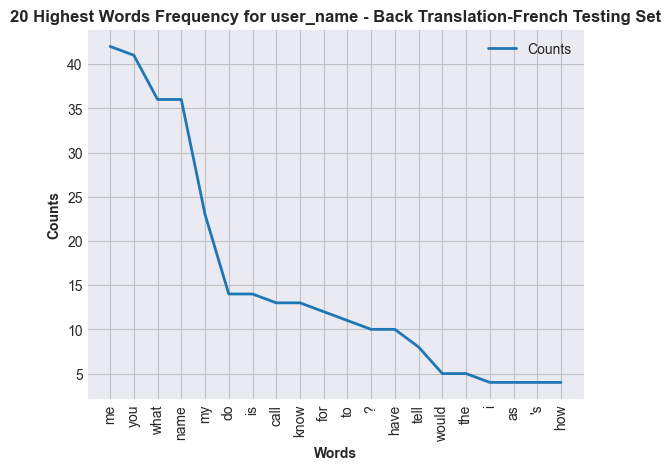 20 Highest Words Frequency for user_name - Back Translation-French Testing Set
Counts
40
35
30
25
20
15
10
5
Counts
me
you
what
name
my
do
is
call
know
for
to
?
have
tell
would
the
i
as
's
how
Words